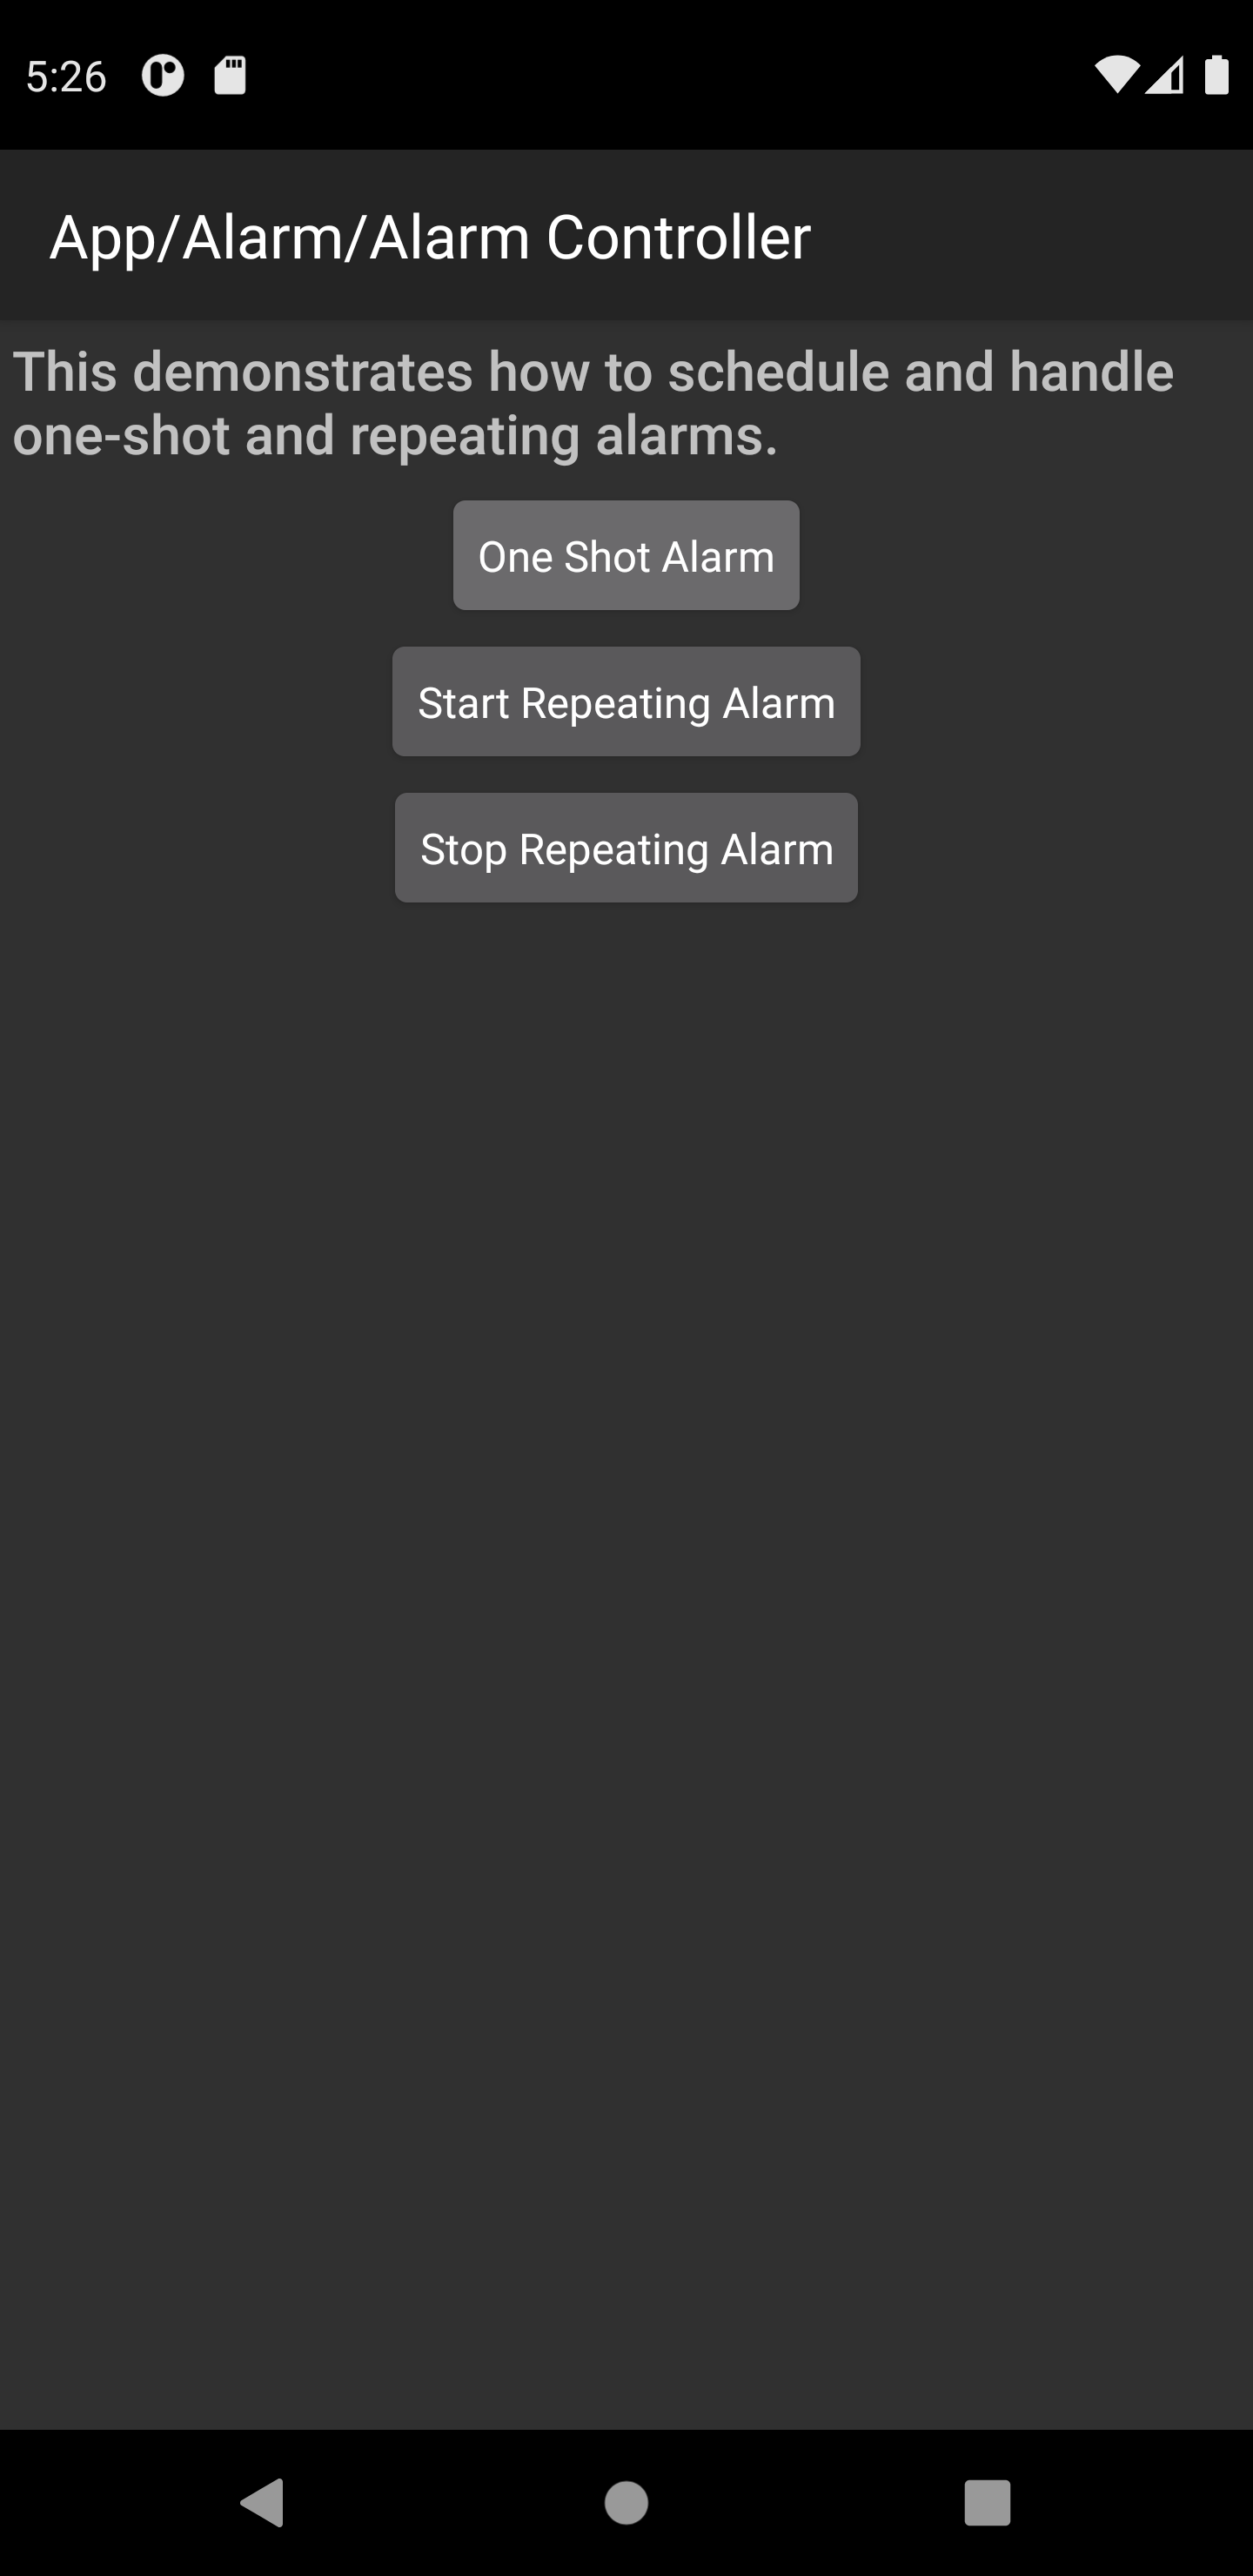 5:26
App/Alarm/Alarm Controller
This demonstrates how to schedule and handle
one-shot and repeating alarms.
One Shot Alarm
Start Repeating Alarm
Stop Repeating Alarm